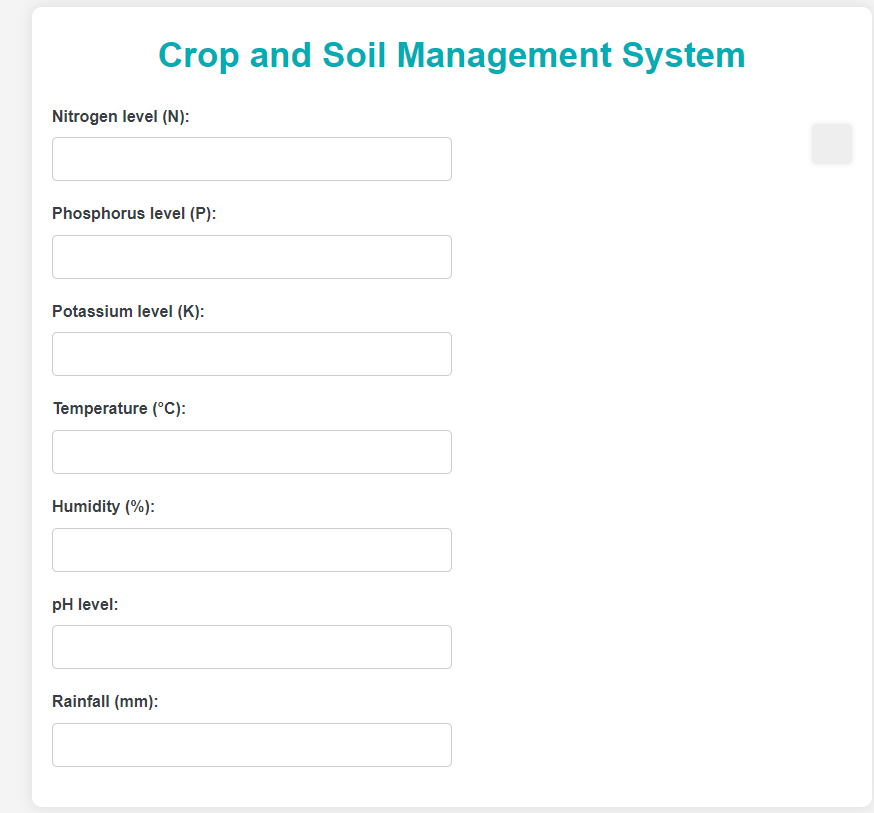 Crop and Soil Management System
Nitrogen level (N):
Phosphorus level (P):
Potassium level (K):
Temperature (°C):
Humidity (%):
pH level:
Rainfall (mm):